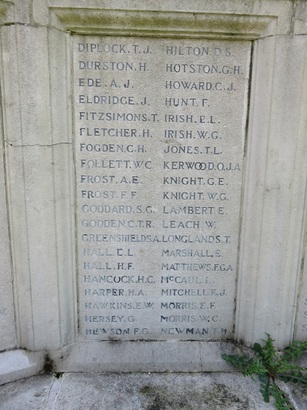 DIPLOCK.T.J.
DURSTON.H.
EDE.A.J.
ELDRIDGE.J.
FITZSIMONS.T.
FLETCHER.H.
FOGDEN.G.H.
FOLLETT.W.C.
FROST.A.E.
FROST.F.F.
GODDARD.S.G.
GODDEN.C.T.R.
GREENSHIELDS.A.
HALL.E.L.
HALL.H.F.
HANCOCK.H.C.
HARPER.H.A.
HAWKINS.E.W.
HERSEY.G.
HEWSON.F.G.
HILTON.D.S.
HOTSTON.G.H.
HOWARD.C.J.
HUNT.F.
IRISH.E.L.
IRISH.W.G.
JONES.T.L.
KERWOOD.O.J.A
KNIGHT.G.E.
KNIGHT.W.G.
LAMBERT.E.
LEACH.W.
LONGLANDS.T.
MARSHALL.E.
MATTHEWS.F.G.A
McCAUL.L.
MITCHELL.F.J.
MORRIS.E.F.
MORRIS.W.C.
NEWMAN.T.H.